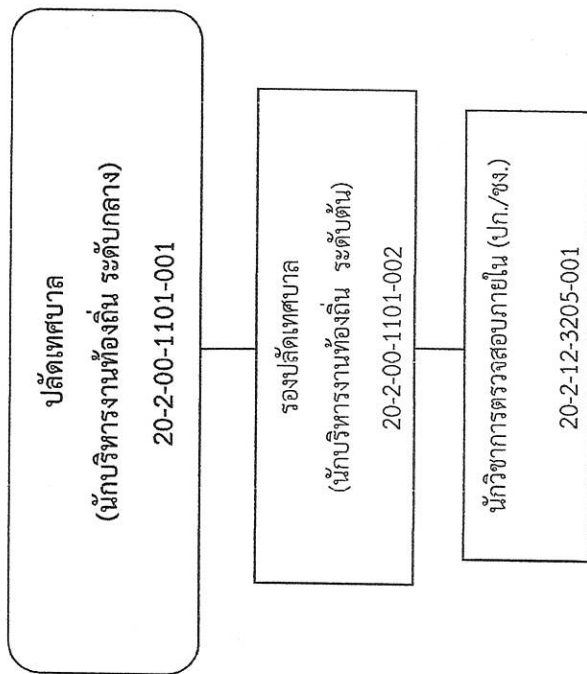 ปลัดเทศบาล
(นักบริหารงานท้องถิ่น ระดับกลาง)
20-2-00-1101-001
รองปลัดเทศบาล
(นักบริหารงานท้องถิ่น ระดับต้น)
20-2-00-1101-002
นักวิชาการตรวจสอบภายใน (ปก./ชง.)
20-2-12-3205-001